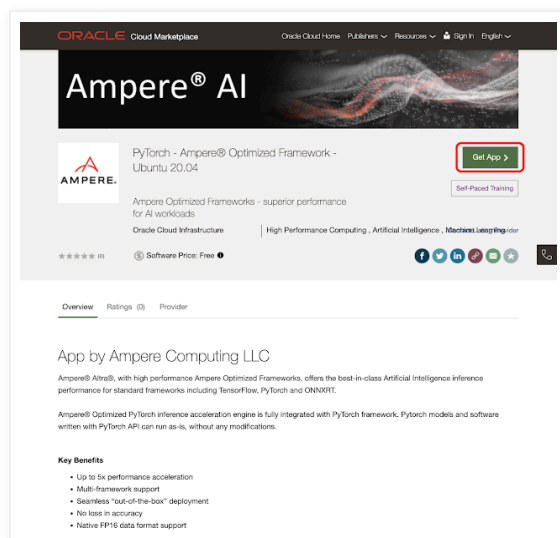 ORACLE Cloud Marketplace Oracle Cloud Home Publishers Resources Sign In English
Ampere® AI
AMPERE.
PyTorch - Ampere® Optimized Framework -
Ubuntu 20.04
Get App
Self-Paced Training
Ampere Optimized Frameworks - superior performance
for AI workloads
Oracle Cloud Infrastructure High Performance Computing , Artificial Intelligence ,
(0) Software Price: Free
Overview Ratings (0) Provider
App by Ampere Computing LLC
Ampere® Altra®, with high performance Ampere Optimized Frameworks, offers the best-in-class Artificial Intelligence inference
performance for standard frameworks including TensorFlow, PyTorch and ONNXRT.
Ampere® Optimized PyTorch inference acceleration engine is fully integrated with PyTorch framework. Pytorch models and software
written with PyTorch API can run as-is, without any modifications.
Key Benefits
• Up to 5x performance acceleration
• Multi-framework support
• Seamless "out-of-the-box" deployment
• No loss in accuracy
• Native FP16 data format support